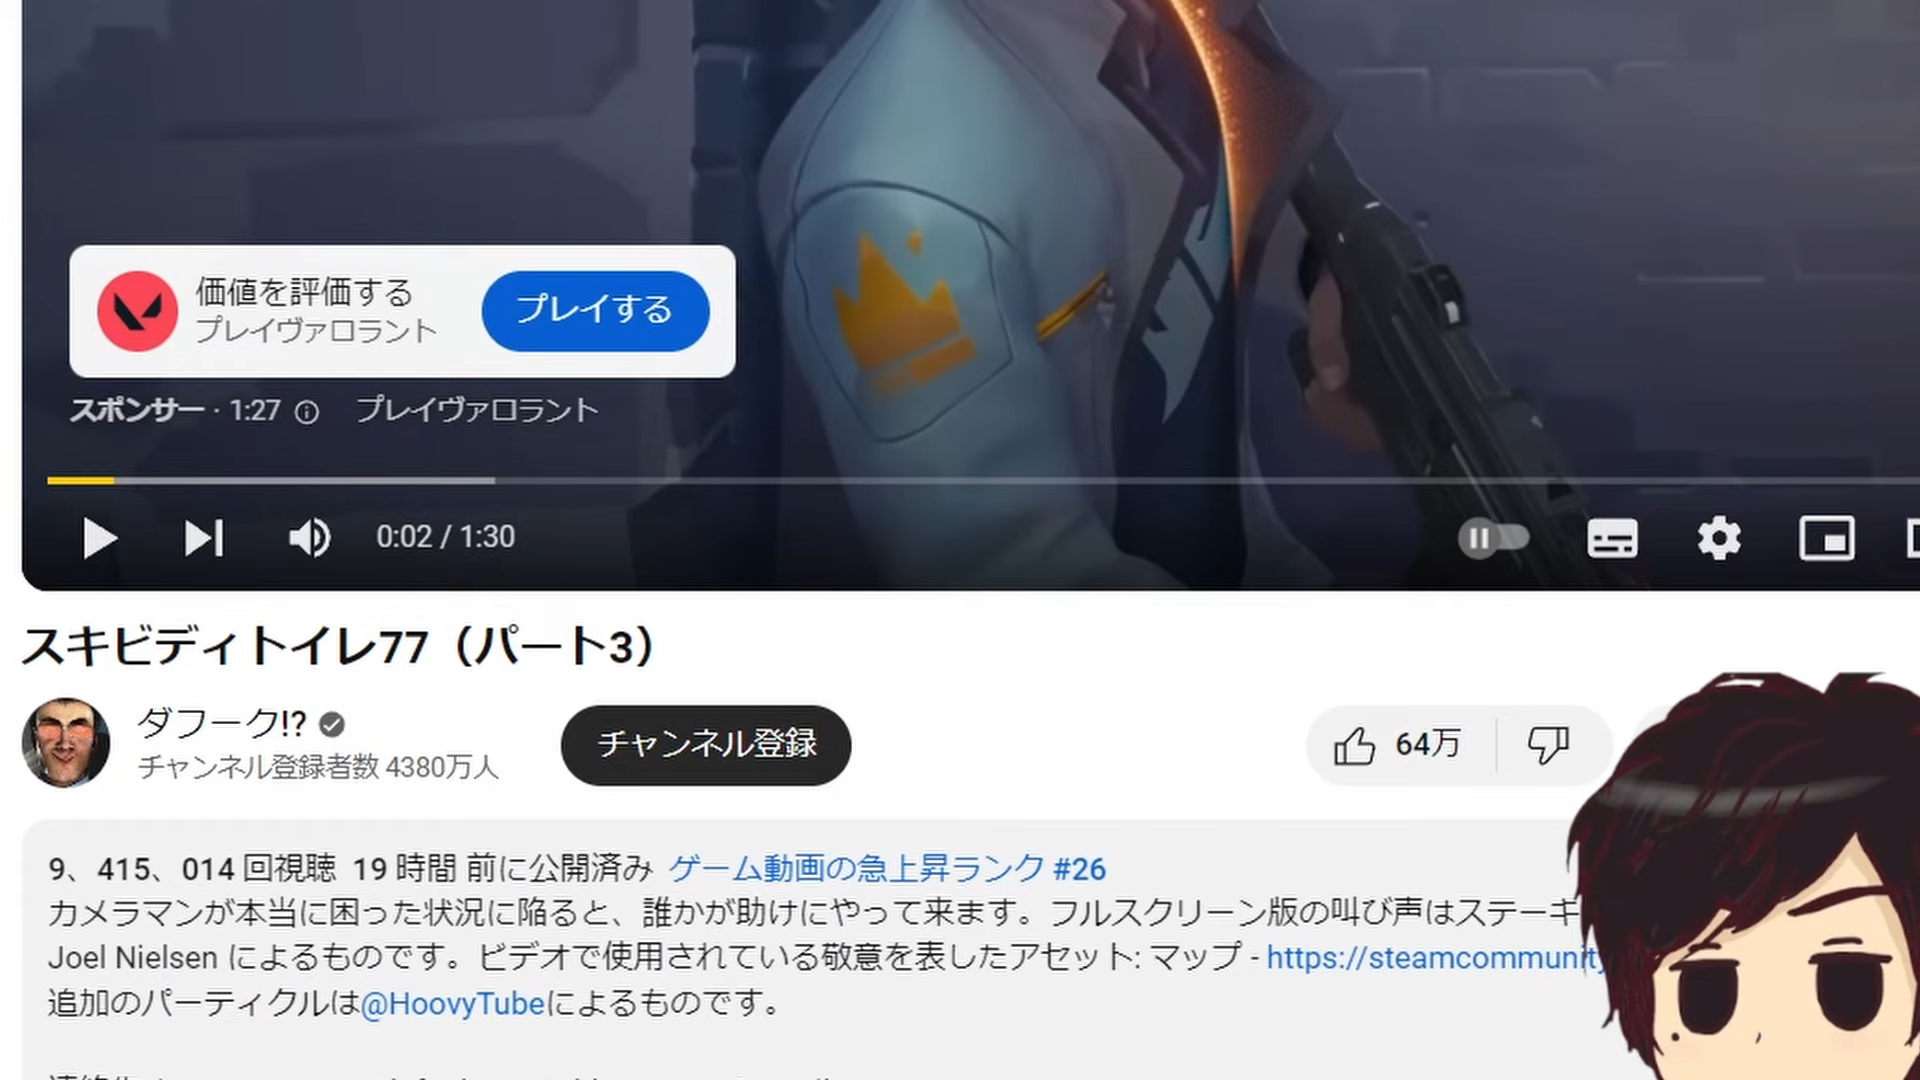 価値を評価する
プレイヴァロラント
プレイする
スポンサー · 1:27 プレイヴァロラント
0:02 / 1:30
スキビディトイレ77（パート3）
ダフーク!?
チャンネル登録者数 4380万人
チャンネル登録
64万
9、415、014 回視聴 19 時間 前に公開済み ゲーム動画の急上昇ランク #26
カメラマンが本当に困った状況に陥ると、誰かが助けにやって来ます。フルスクリーン版の叫び声はステーキ
Joel Nielsen によるものです。ビデオで使用されている敬意を表したアセット: マップ - https://steamcommunity
追加のパーティクルは@HoovyTubeによるものです。